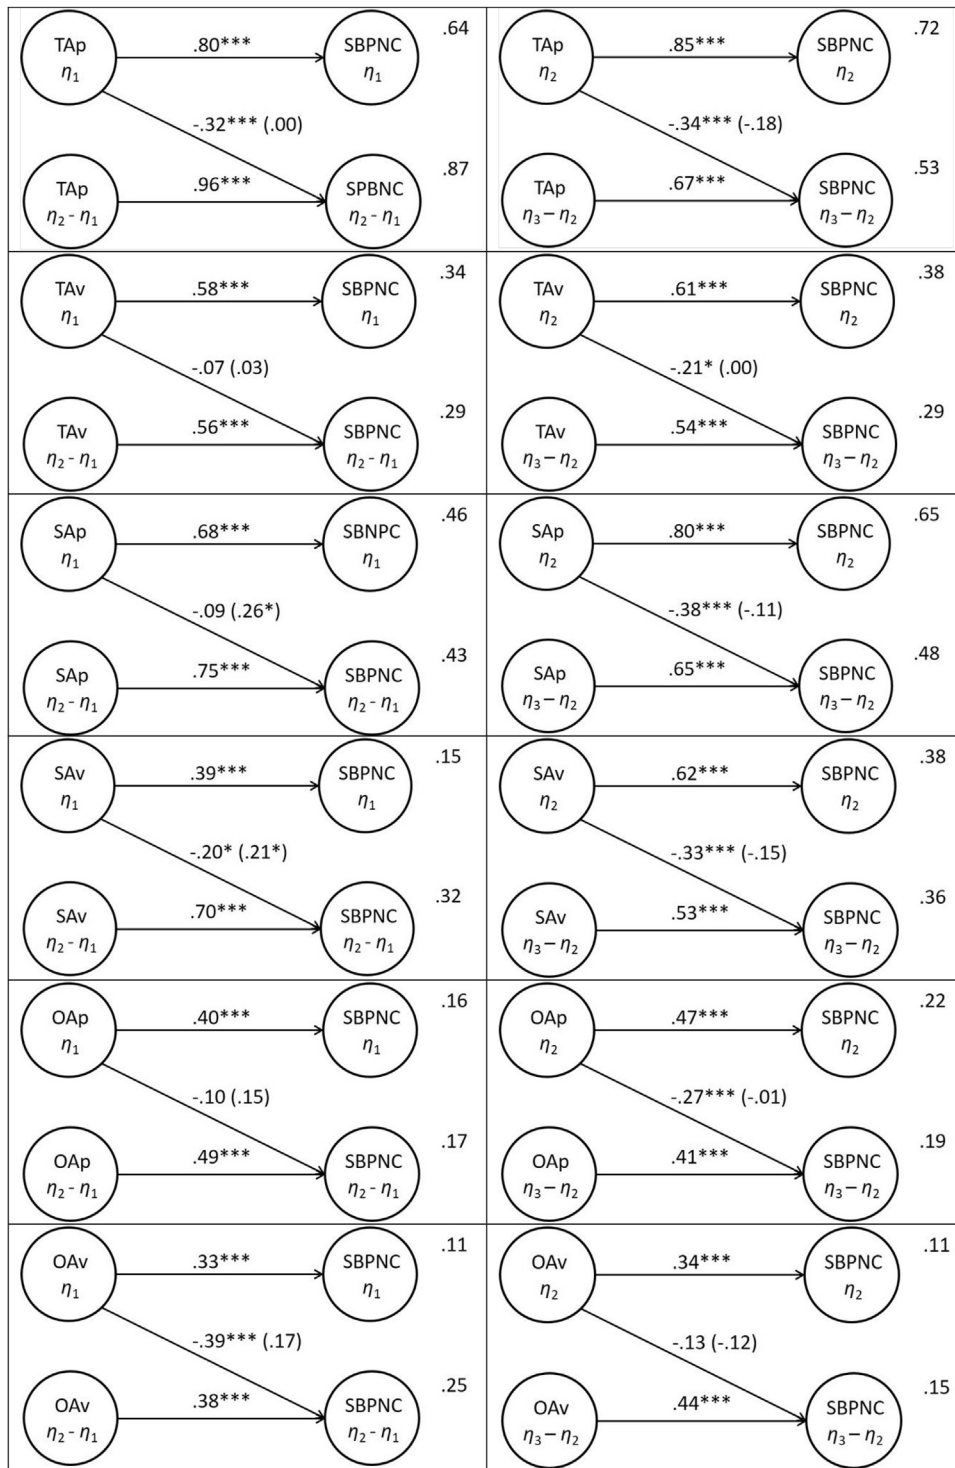 TAp .80*** SBPNC .64
η₁ η₁
-.32*** (.00)
TAp .96*** SPBNC .87
η₂ - η₁ η₂ - η₁
TAp .85*** SBPNC .72
η₂ η₂
-.34*** (-.18)
TAp .67*** SBPNC .53
η₃ – η₂ η₃ – η₂
TAv .58*** SBPNC .34
η₁ η₁
-.07 (.03)
TAv .56*** SBPNC .29
η₂ - η₁ η₂ - η₁
TAv .61*** SBPNC .38
η₂ η₂
-.21* (.00)
TAv .54*** SBPNC .29
η₃ – η₂ η₃ – η₂
SAp .68*** SBNPC .46
η₁ η₁
-.09 (.26*)
SAp .75*** SBPNC .43
η₂ - η₁ η₂ - η₁
SAp .80*** SBPNC .65
η₂ η₂
-.38*** (-.11)
SAp .65*** SBPNC .48
η₃ – η₂ η₃ – η₂
SAv .39*** SBPNC .15
η₁ η₁
-.20* (.21*)
SAv .70*** SBPNC .32
η₂ - η₁ η₂ - η₁
SAv .62*** SBPNC .38
η₂ η₂
-.33*** (-.15)
SAv .53*** SBPNC .36
η₃ – η₂ η₃ – η₂
OAp .40*** SBPNC .16
η₁ η₁
-.10 (.15)
OAp .49*** SBPNC .17
η₂ - η₁ η₂ - η₁
OAp .47*** SBPNC .22
η₂ η₂
-.27*** (-.01)
OAp .41*** SBPNC .19
η₃ – η₂ η₃ – η₂
OAv .33*** SBPNC .11
η₁ η₁
-.39*** (.17)
OAv .38*** SBPNC .25
η₂ - η₁ η₂ - η₁
OAv .34*** SBPNC .11
η₂ η₂
-.13 (-.12)
OAv .44*** SBPNC .15
η₃ – η₂ η₃ – η₂